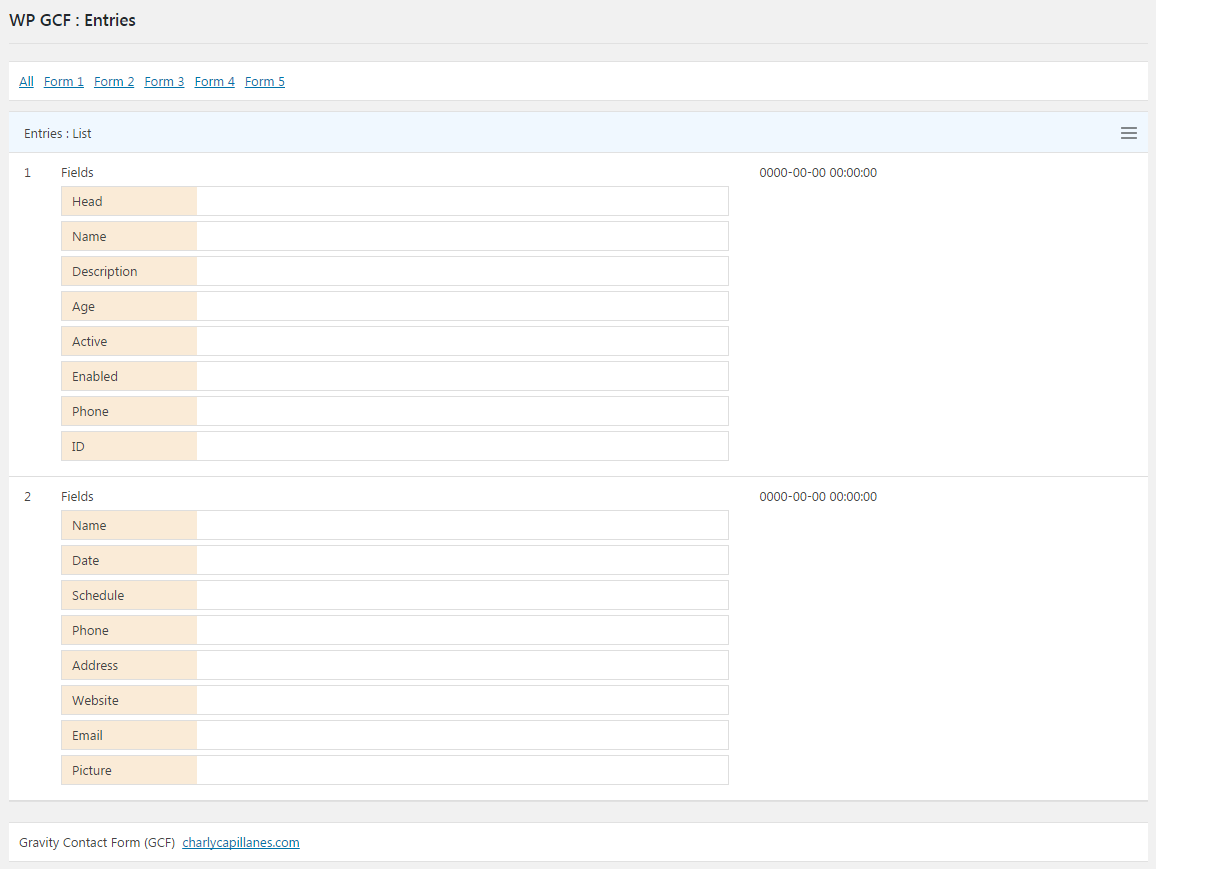 WP GCF : Entries
All Form 1 Form 2 Form 3 Form 4 Form 5
Entries : List
1 Fields 0000-00-00 00:00:00
Head
Name
Description
Age
Active
Enabled
Phone
ID
2 Fields 0000-00-00 00:00:00
Name
Date
Schedule
Phone
Address
Website
Email
Picture
Gravity Contact Form (GCF) charlycapillanes.com